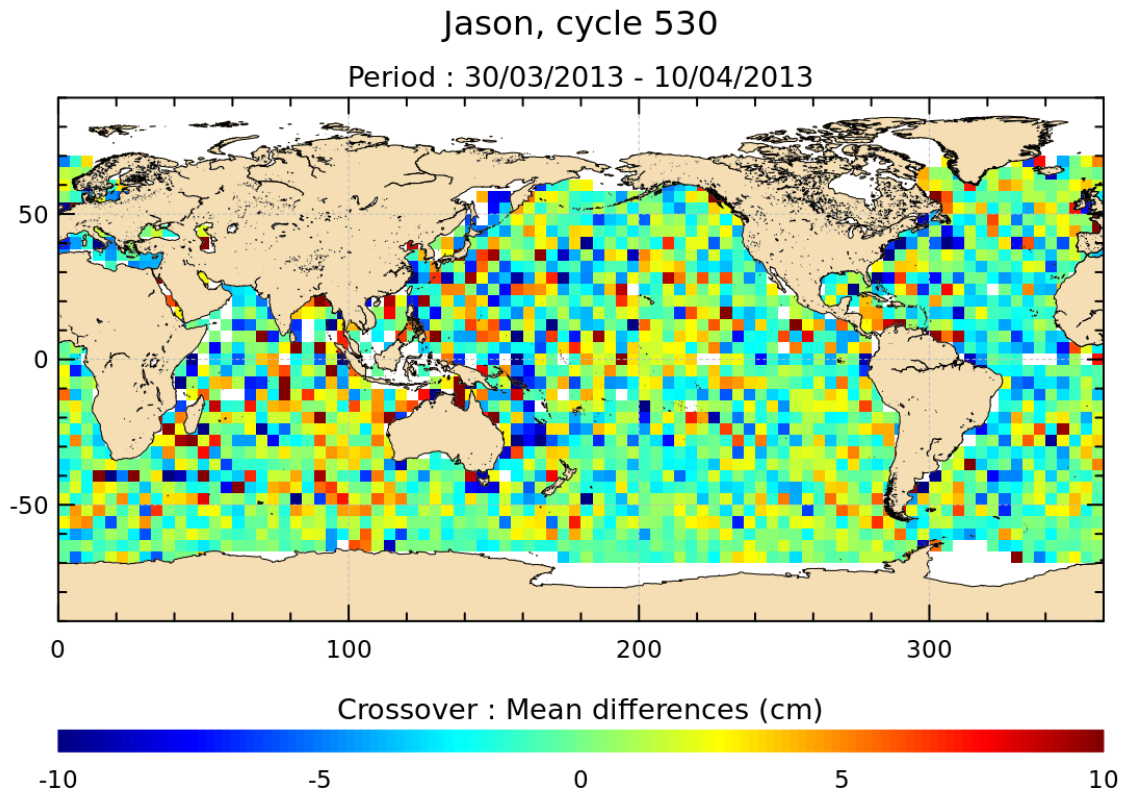 Jason, cycle 530
Period : 30/03/2013 - 10/04/2013
50
0
-50
0 100 200 300
Crossover : Mean differences (cm)
-10 -5 0 5 10